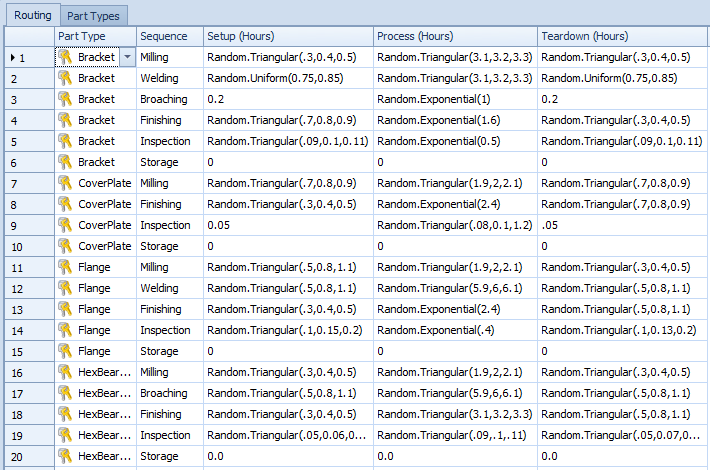 Routing Part Types
Part Type Sequence Setup (Hours) Process (Hours) Teardown (Hours)
1 Bracket Milling Random.Triangular(.3,0.4,0.5) Random.Triangular(3.1,3.2,3.3) Random.Triangular(.3,0.4,0.5)
2 Bracket Welding Random.Uniform(0.75,0.85) Random.Triangular(3.1,3.2,3.3) Random.Uniform(0.75,0.85)
3 Bracket Broaching 0.2 Random.Exponential(1) 0.2
4 Bracket Finishing Random.Triangular(.7,0.8,0.9) Random.Exponential(1.6) Random.Triangular(.3,0.4,0.5)
5 Bracket Inspection Random.Triangular(.09,0.1,0.11) Random.Exponential(0.5) Random.Triangular(.09,0.1,0.11)
6 Bracket Storage 0 0 0
7 CoverPlate Milling Random.Triangular(.7,0.8,0.9) Random.Triangular(1.9,2,2.1) Random.Triangular(.7,0.8,0.9)
8 CoverPlate Finishing Random.Triangular(.3,0.4,0.5) Random.Exponential(2.4) Random.Triangular(.7,0.8,0.9)
9 CoverPlate Inspection 0.05 Random.Triangular(.08,0.1,1.2) .05
10 CoverPlate Storage 0 0 0
11 Flange Milling Random.Triangular(.5,0.8,1.1) Random.Triangular(1.9,2,2.1) Random.Triangular(.3,0.4,0.5)
12 Flange Welding Random.Triangular(.5,0.8,1.1) Random.Triangular(5.9,6,6.1) Random.Triangular(.5,0.8,1.1)
13 Flange Finishing Random.Triangular(.3,0.4,0.5) Random.Exponential(2.4) Random.Triangular(.5,0.8,1.1)
14 Flange Inspection Random.Triangular(.1,0.15,0.2) Random.Exponential(.4) Random.Triangular(.1,0.13,0.2)
15 Flange Storage 0 0 0
16 HexBear... Milling Random.Triangular(.3,0.4,0.5) Random.Triangular(1.9,2,2.1) Random.Triangular(.3,0.4,0.5)
17 HexBear... Broaching Random.Triangular(.5,0.8,1.1) Random.Triangular(5.9,6,6.1) Random.Triangular(.5,0.8,1.1)
18 HexBear... Finishing Random.Triangular(.3,0.4,0.5) Random.Triangular(3.1,3.2,3.3) Random.Triangular(.5,0.8,1.1)
19 HexBear... Inspection Random.Triangular(.05,0.06,0... Random.Triangular(.09,.1,.11) Random.Triangular(.05,0.07,0...
20 HexBear... Storage 0.0 0.0 0.0